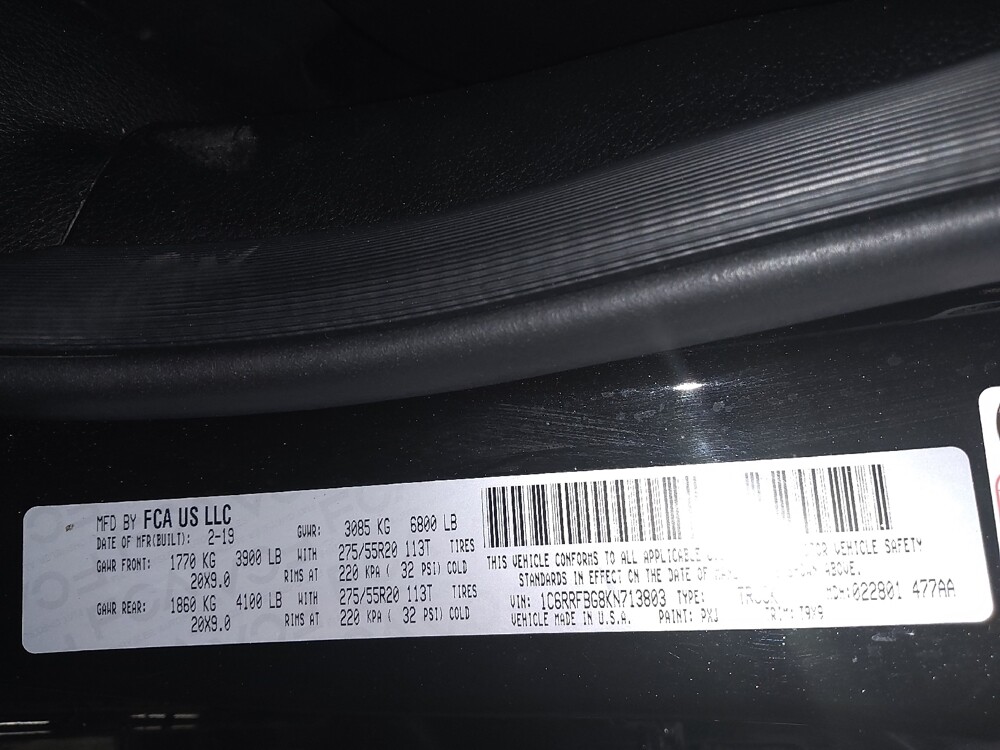 MFD BY FCA US LLC
DATE OF MFR(BUILT): 2-19
GVWR: 3085 KG 6800 LB
GAWR FRONT: 1770 KG 3900 LB WITH 275/55R20 113T TIRES
20X9.0 RIMS AT 220 KPA ( 32 PSI) COLD
GAWR REAR: 1860 KG 4100 LB WITH 275/55R20 113T TIRES
20X9.0 RIMS AT 220 KPA ( 32 PSI) COLD
THIS VEHICLE CONFORMS TO ALL APPLICABLE VEHICLE SAFETY
STANDARDS IN EFFECT ON THE DATE OF ABOVE.
VIN: 1C6RRFBG8KN713803 TYPE: TRUCK MDH:022801 477AA
VEHICLE MADE IN U.S.A. PAINT: PXJ TRIM: